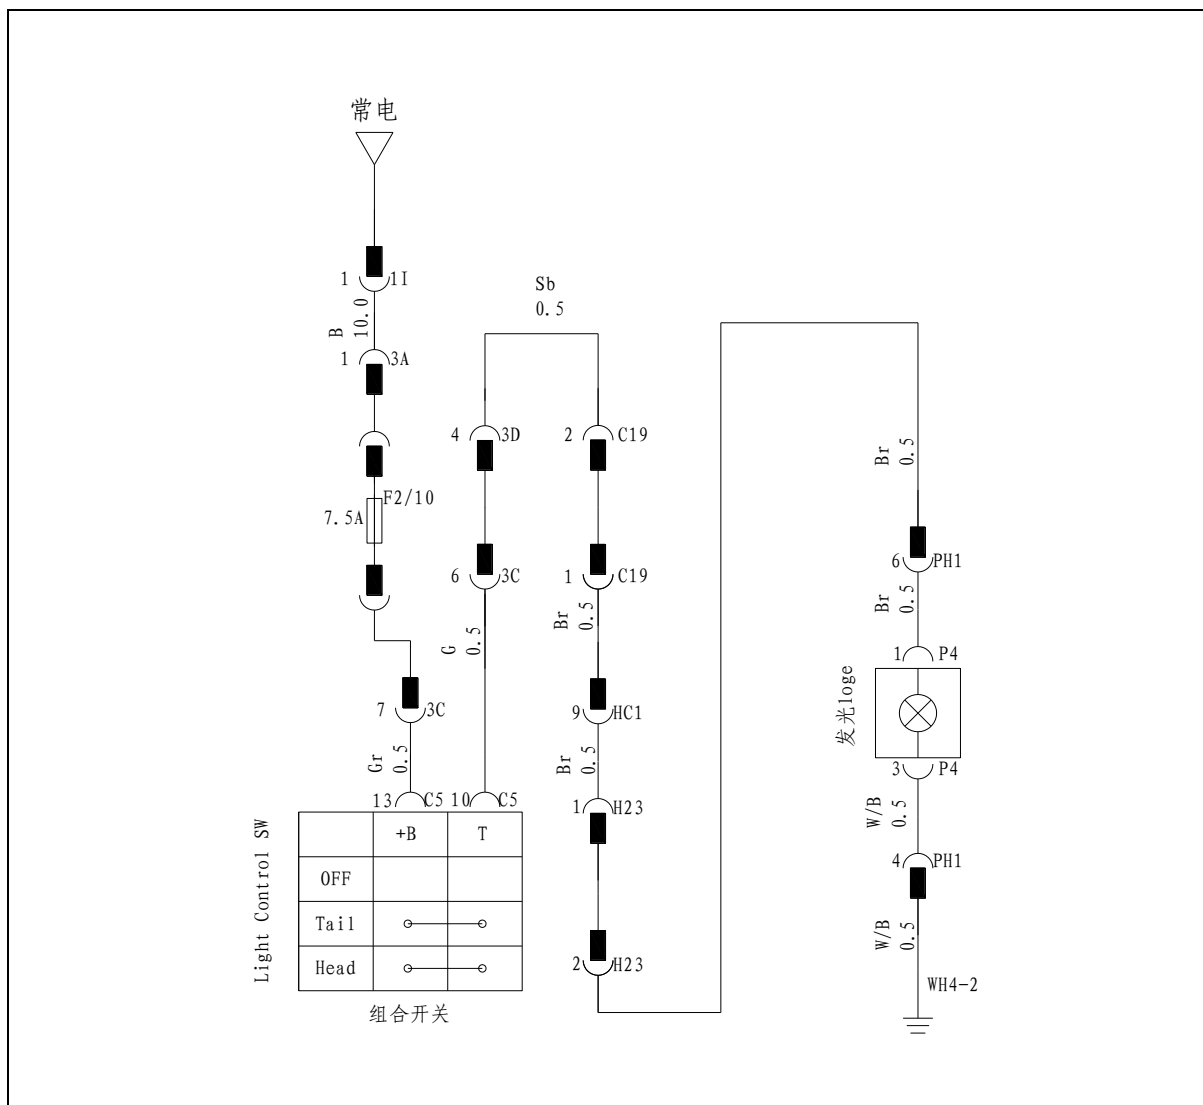 常电
1 1I
B 10.0
1 3A
F2/10
7.5A
7 3C
Gr 0.5
13 C5
10 C5
Sb
0.5
4 3D
6 3C
G 0.5
2 C19
1 C19
Br 0.5
9 HC1
Br 0.5
1 H23
2 H23
Light Control SW
+B T
OFF
Tail
Head
组合开关
Br 0.5
6 PH1
Br 0.5
1 P4
发光loge
3 P4
W/B 0.5
4 PH1
W/B 0.5
WH4-2